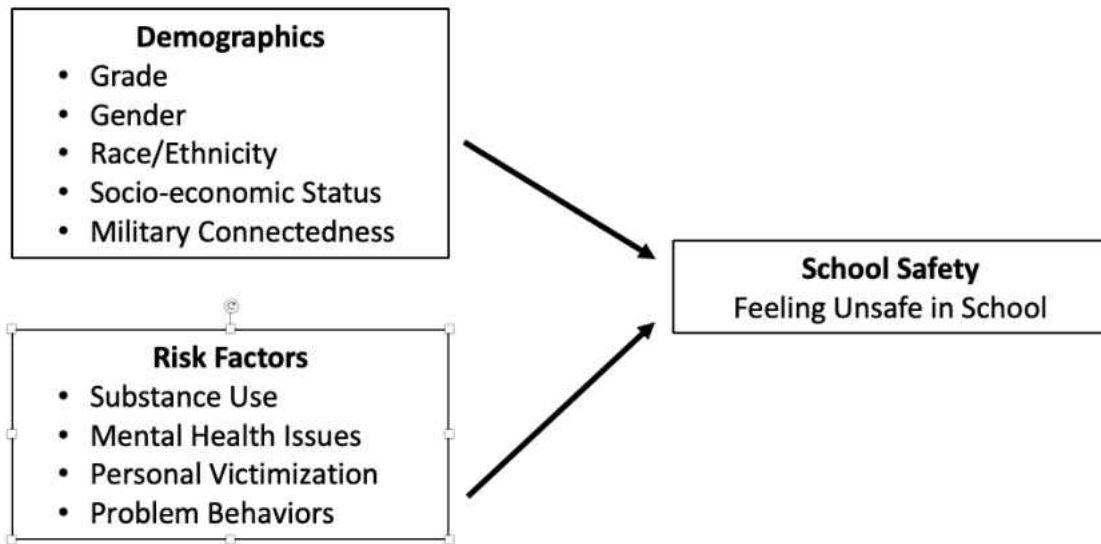 Demographics
• Grade
• Gender
• Race/Ethnicity
• Socio-economic Status
• Military Connectedness
School Safety
Feeling Unsafe in School
Risk Factors
• Substance Use
• Mental Health Issues
• Personal Victimization
• Problem Behaviors